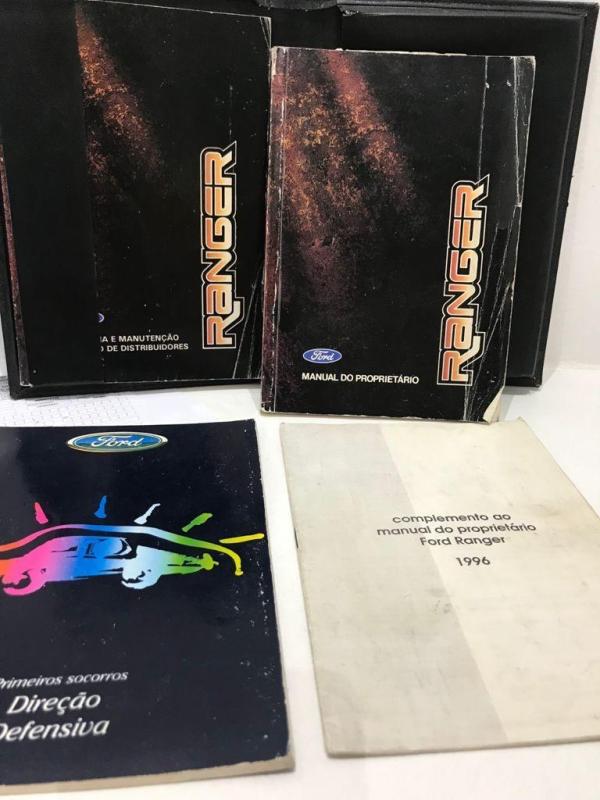 RANGER
Ford
E MANUTENÇÃO
DE DISTRIBUIDORES
RANGER
Ford
MANUAL DO PROPRIETÁRIO
Ford
Primeiros socorros
Direção
Defensiva
complemento ao
manual do proprietário
Ford Ranger
1996